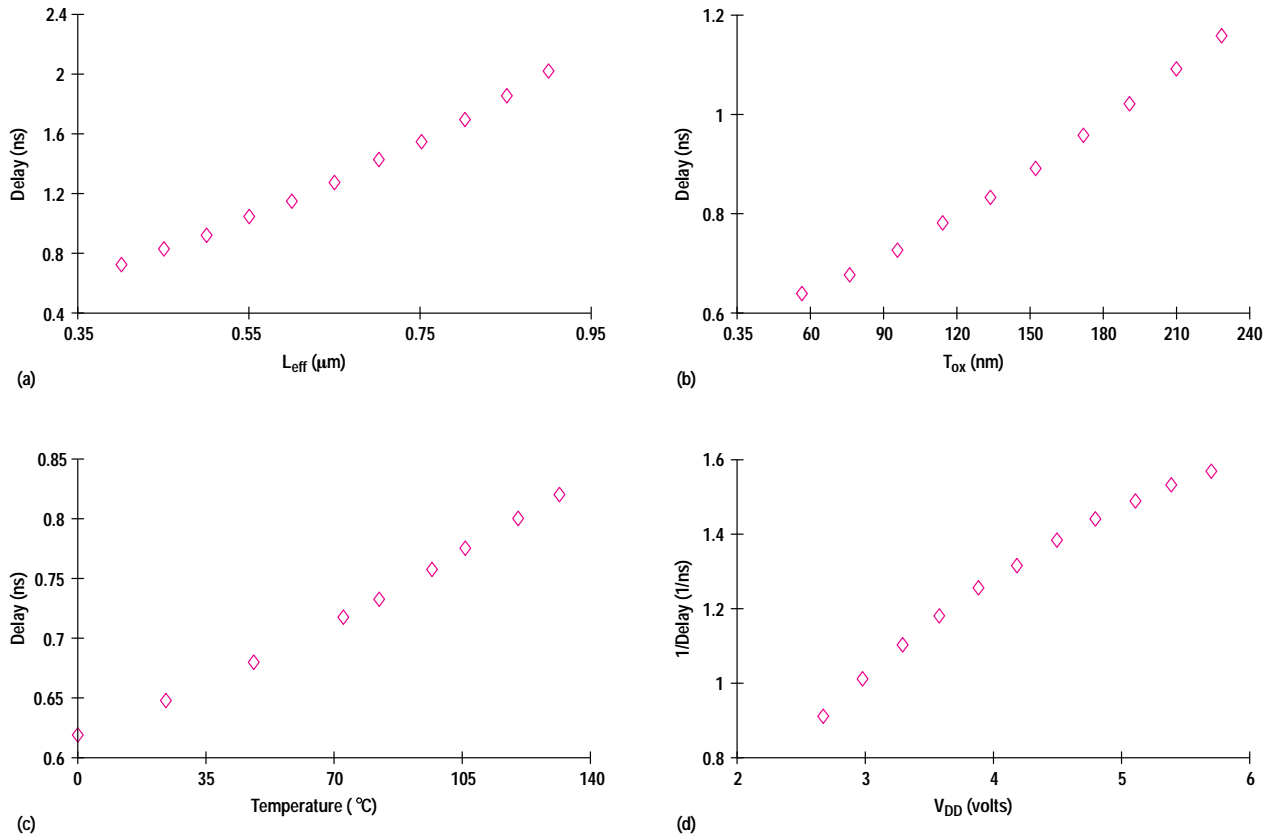 2.4
2
1.6
1.2
0.8
0.4
Delay (ns)
0.35 0.55 0.75 0.95
Leff (µm)
(a)
1.2
1
0.8
0.6
Delay (ns)
0.35 60 90 120 150 180 210 240
Tox (nm)
(b)
0.85
0.8
0.75
0.7
0.65
0.6
Delay (ns)
0 35 70 105 140
Temperature ( °C)
(c)
1.6
1.4
1.2
1
0.8
1/Delay (1/ns)
2 3 4 5 6
VDD (volts)
(d)